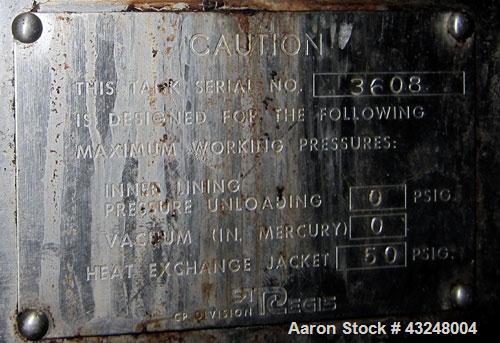 CAUTION
THIS TANK SERIAL NO. 3608
IS DESIGNED FOR THE FOLLOWING
MAXIMUM WORKING PRESSURES:
INNER LINING
PRESSURE UNLOADING 0 PSIG.
VACUUM (IN. MERCURY) 0
HEAT EXCHANGE JACKET 50 PSIG.
ST REGIS
CP DIVISION
Aaron Stock # 43248004